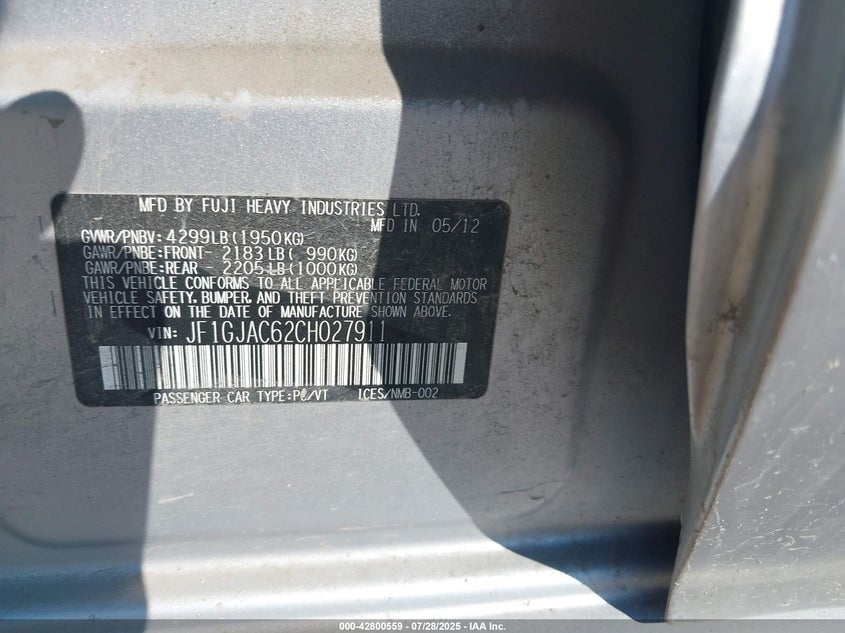 MFD BY FUJI HEAVY INDUSTRIES LTD.
MFD IN 05/12
GVWR/PNBV: 4299LB(1950KG)
GAWR/PNBE:FRONT- 2183LB( 990KG)
GAWR/PNBE:REAR - 2205LB(1000KG)
THIS VEHICLE CONFORMS TO ALL APPLICABLE FEDERAL MOTOR
VEHICLE SAFETY, BUMPER, AND THEFT PREVENTION STANDARDS
IN EFFECT ON THE DATE OF MANUFACTURE SHOWN ABOVE.
VIN: JF1GJAC62CH027911
PASSENGER CAR TYPE:Pℓ/VT ICES/NMB-002
000-42800559 - 07/28/2025 - IAA Inc.